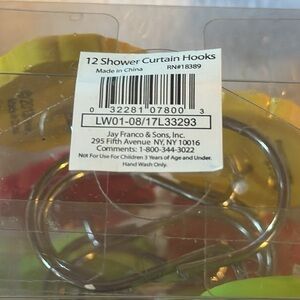 12 Shower Curtain Hooks
Made in China RN#18389
0 32281 07800 3
LW01-08/17L33293
Jay Franco & Sons, Inc.
295 Fifth Avenue NY, NY 10016
Comments: 1-800-344-3022
Not For Use For Children 3 Years of Age and Under.
Hand Wash Only.